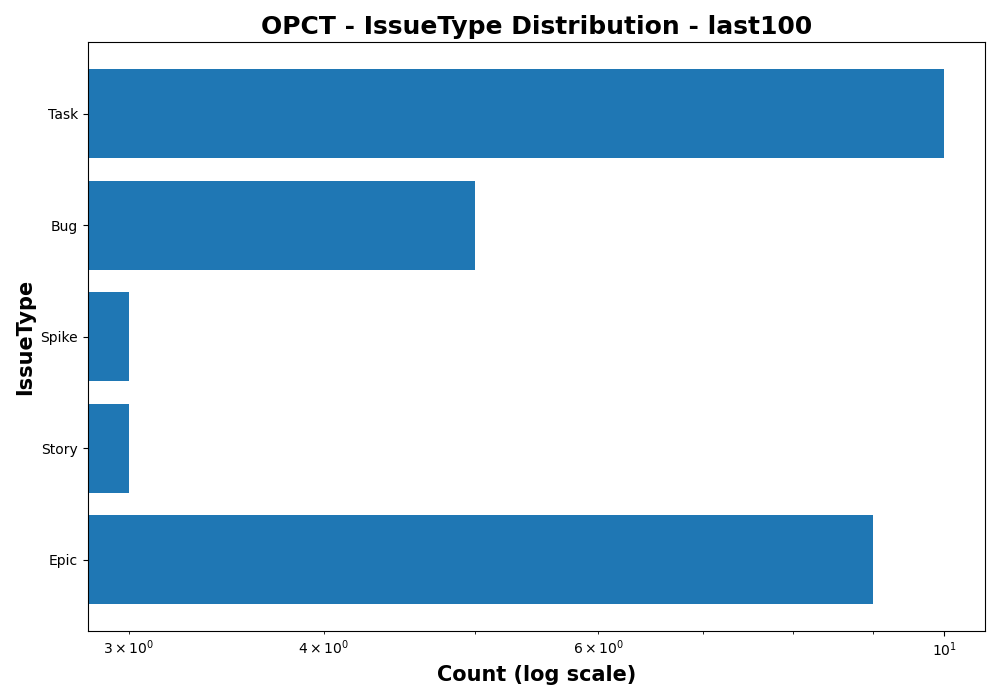 OPCT - IssueType Distribution - last100
IssueType
Task
Bug
Spike
Story
Epic
3 × 10⁰
4 × 10⁰
6 × 10⁰
10¹
Count (log scale)